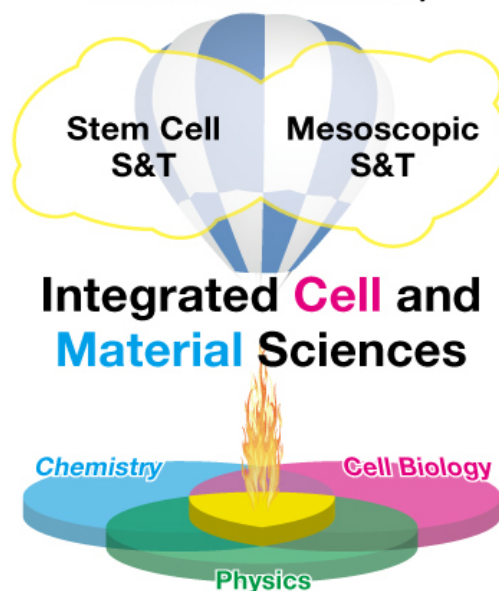 Stem Cell
S&T
Mesoscopic
S&T
Integrated Cell and
Material Sciences
Chemistry
Cell Biology
Physics